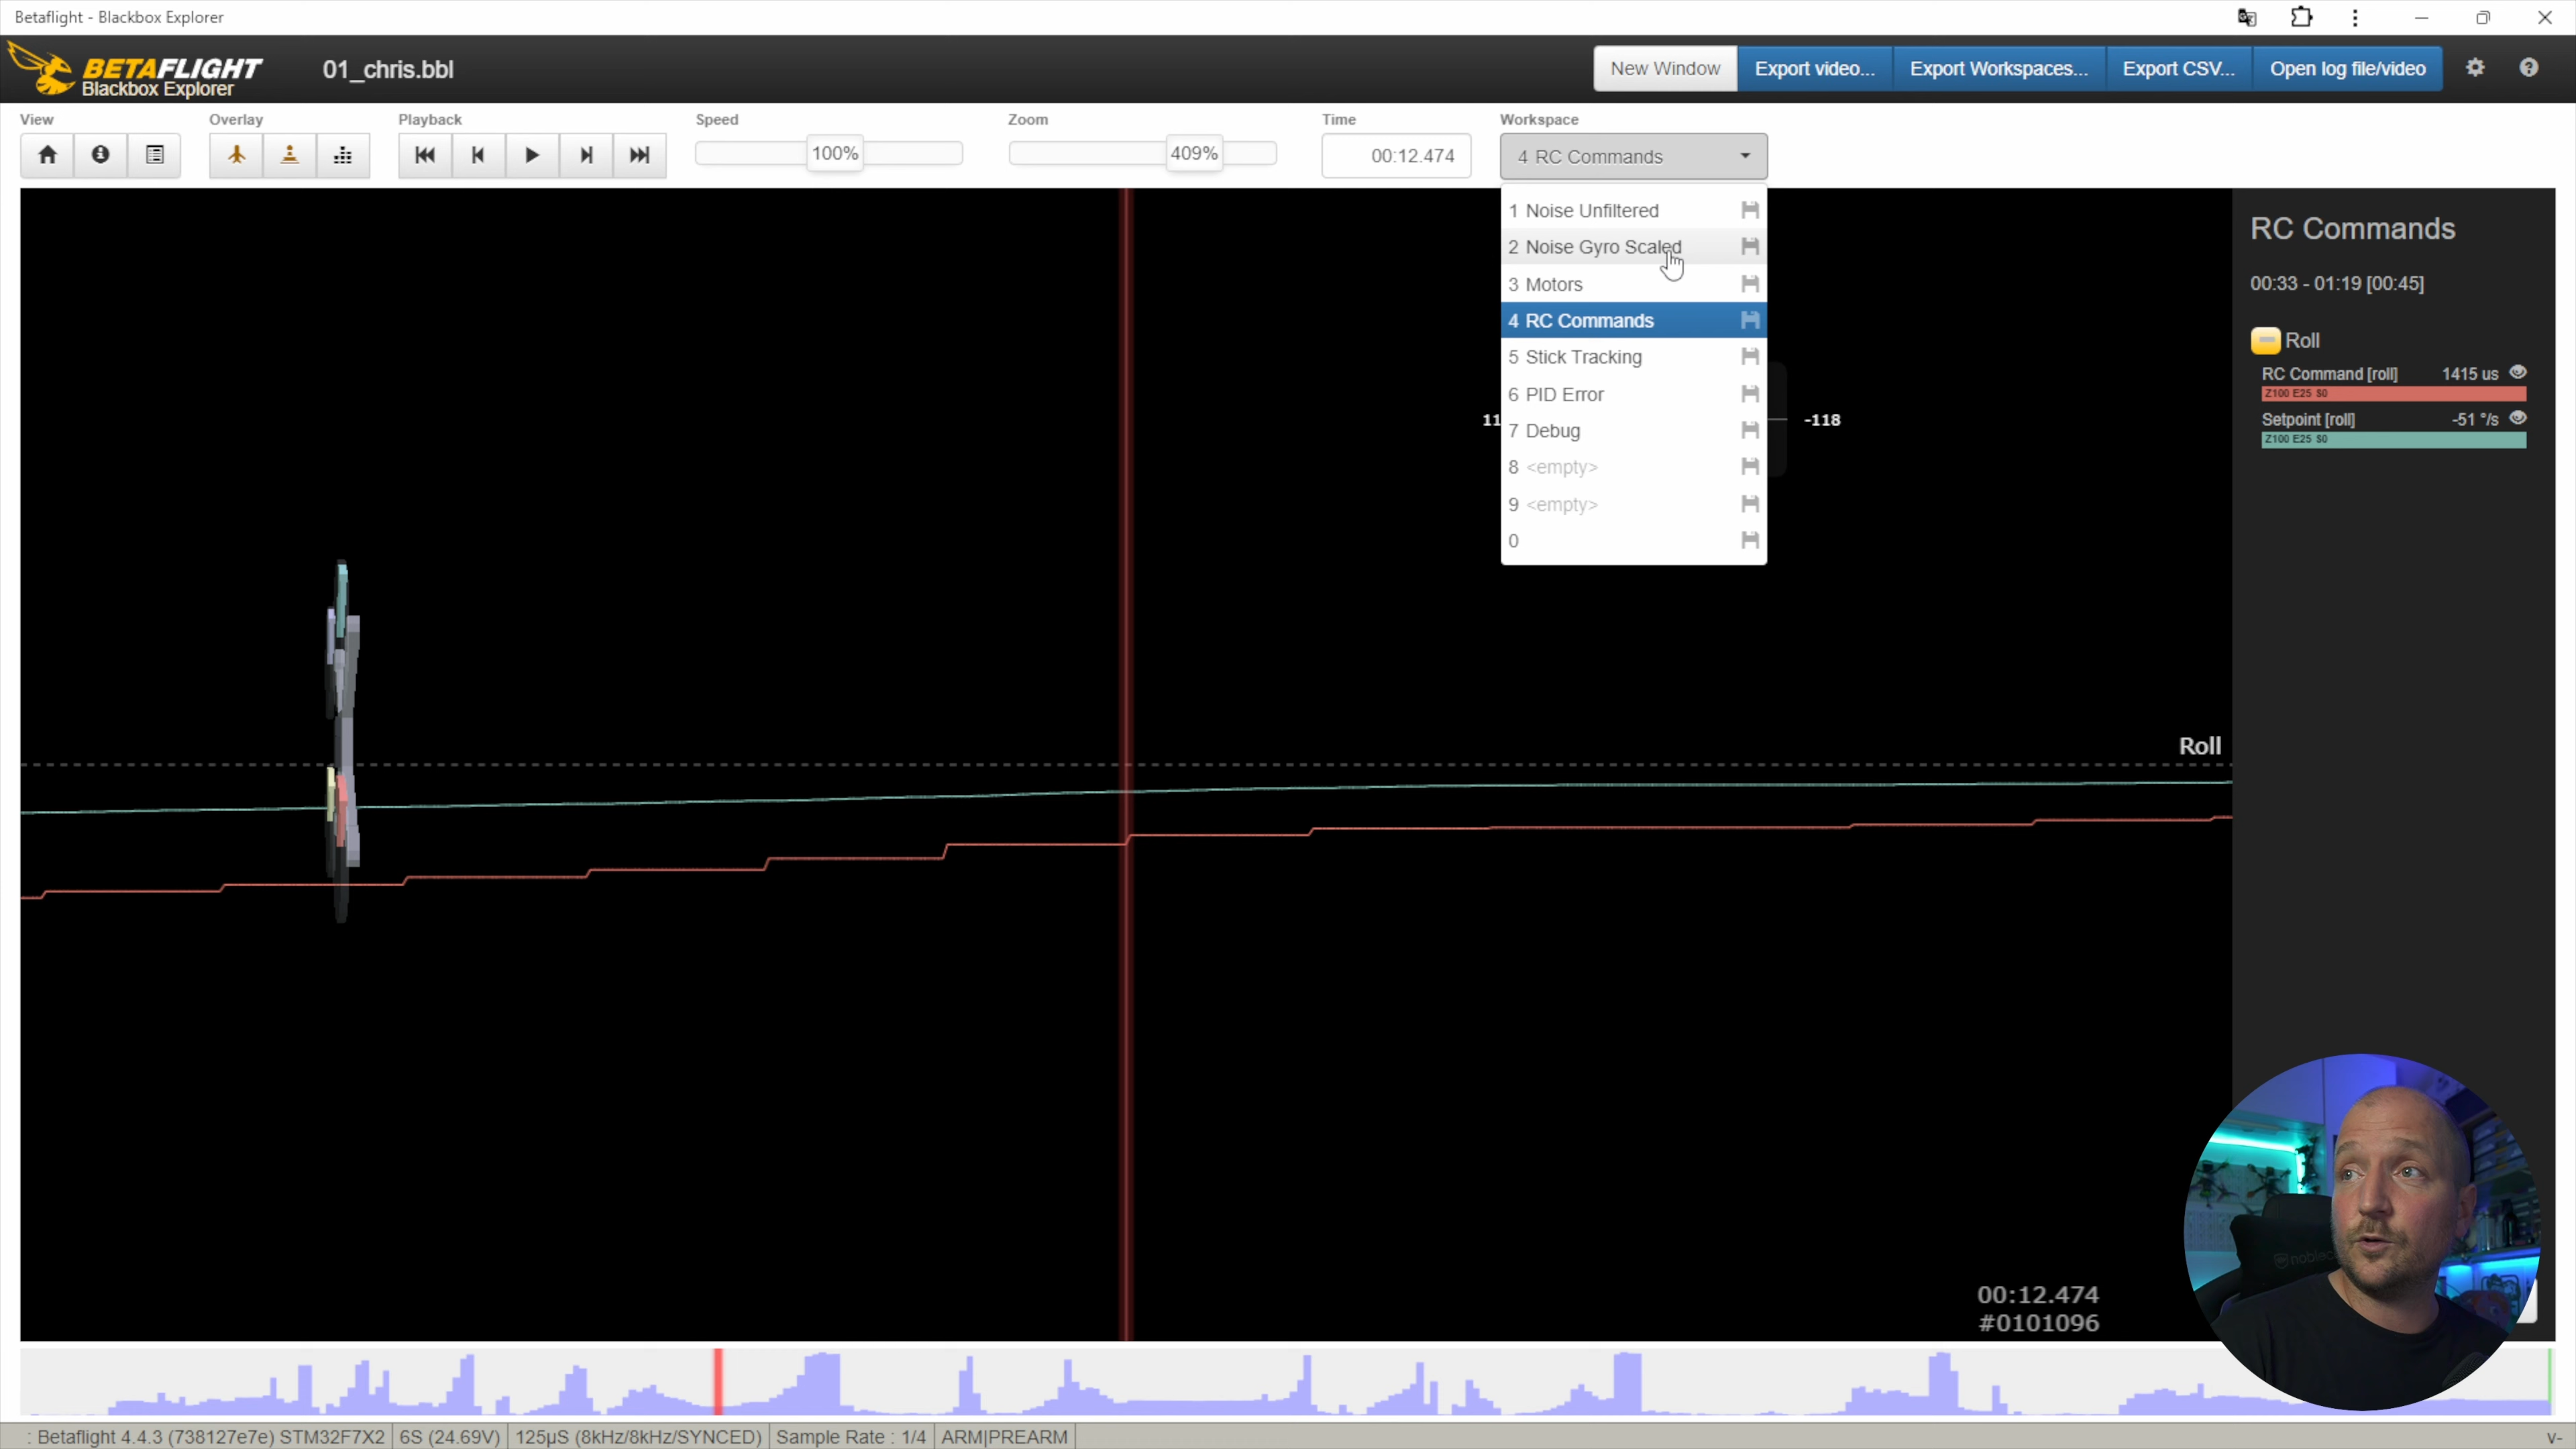 Betaflight - Blackbox Explorer
BETAFLIGHT
Blackbox Explorer
01_chris.bbl
New Window
Export video...
Export Workspaces...
Export CSV...
Open log file/video
View
Overlay
Playback
Speed
Zoom
Time
Workspace
100%
409%
00:12.474
4 RC Commands
1 Noise Unfiltered
2 Noise Gyro Scaled
3 Motors
4 RC Commands
5 Stick Tracking
6 PID Error
7 Debug
8 <empty>
9 <empty>
0
11
-118
RC Commands
00:33 - 01:19 [00:45]
Roll
RC Command [roll] 1415 us
Z100 E25 S0
Setpoint [roll] -51 °/s
Z100 E25 S0
Roll
00:12.474
#0101096
: Betaflight 4.4.3 (738127e7e) STM32F7X2
6S (24.69V)
125µS (8kHz/8kHz/SYNCED)
Sample Rate : 1/4
ARM|PREARM
V-